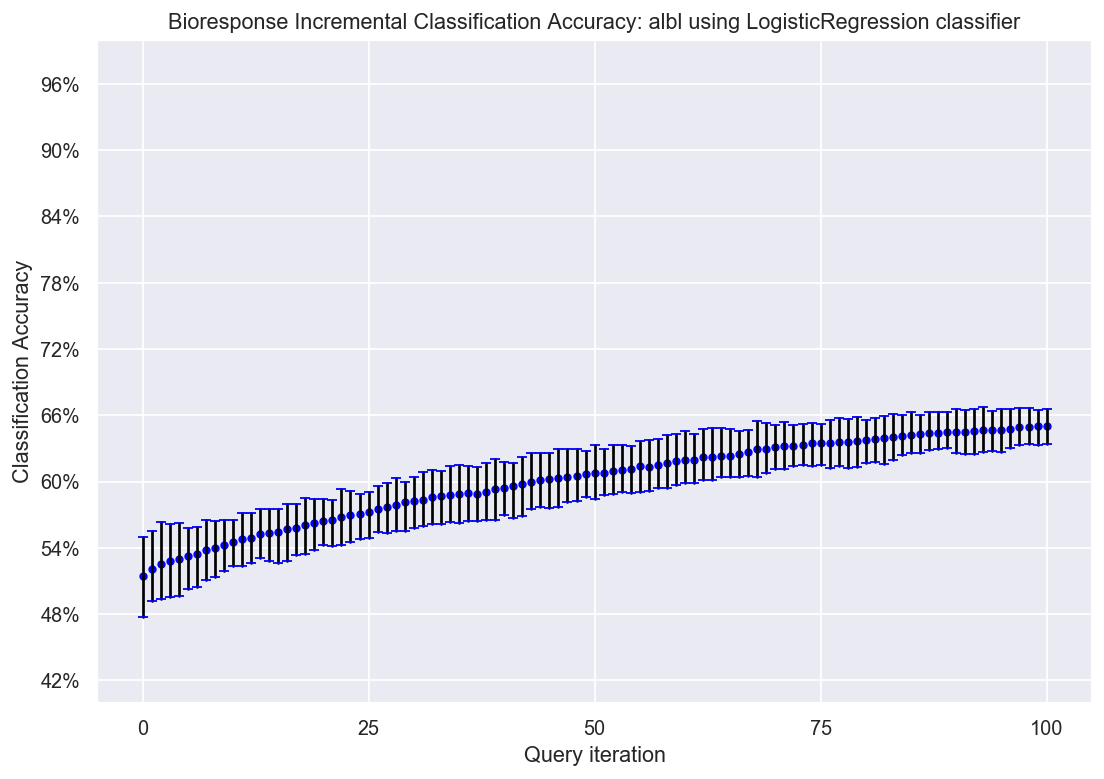 Bioresponse Incremental Classification Accuracy: albl using LogisticRegression classifier
96%
90%
84%
78%
72%
66%
60%
54%
48%
42%
Classification Accuracy
0 25 50 75 100
Query iteration